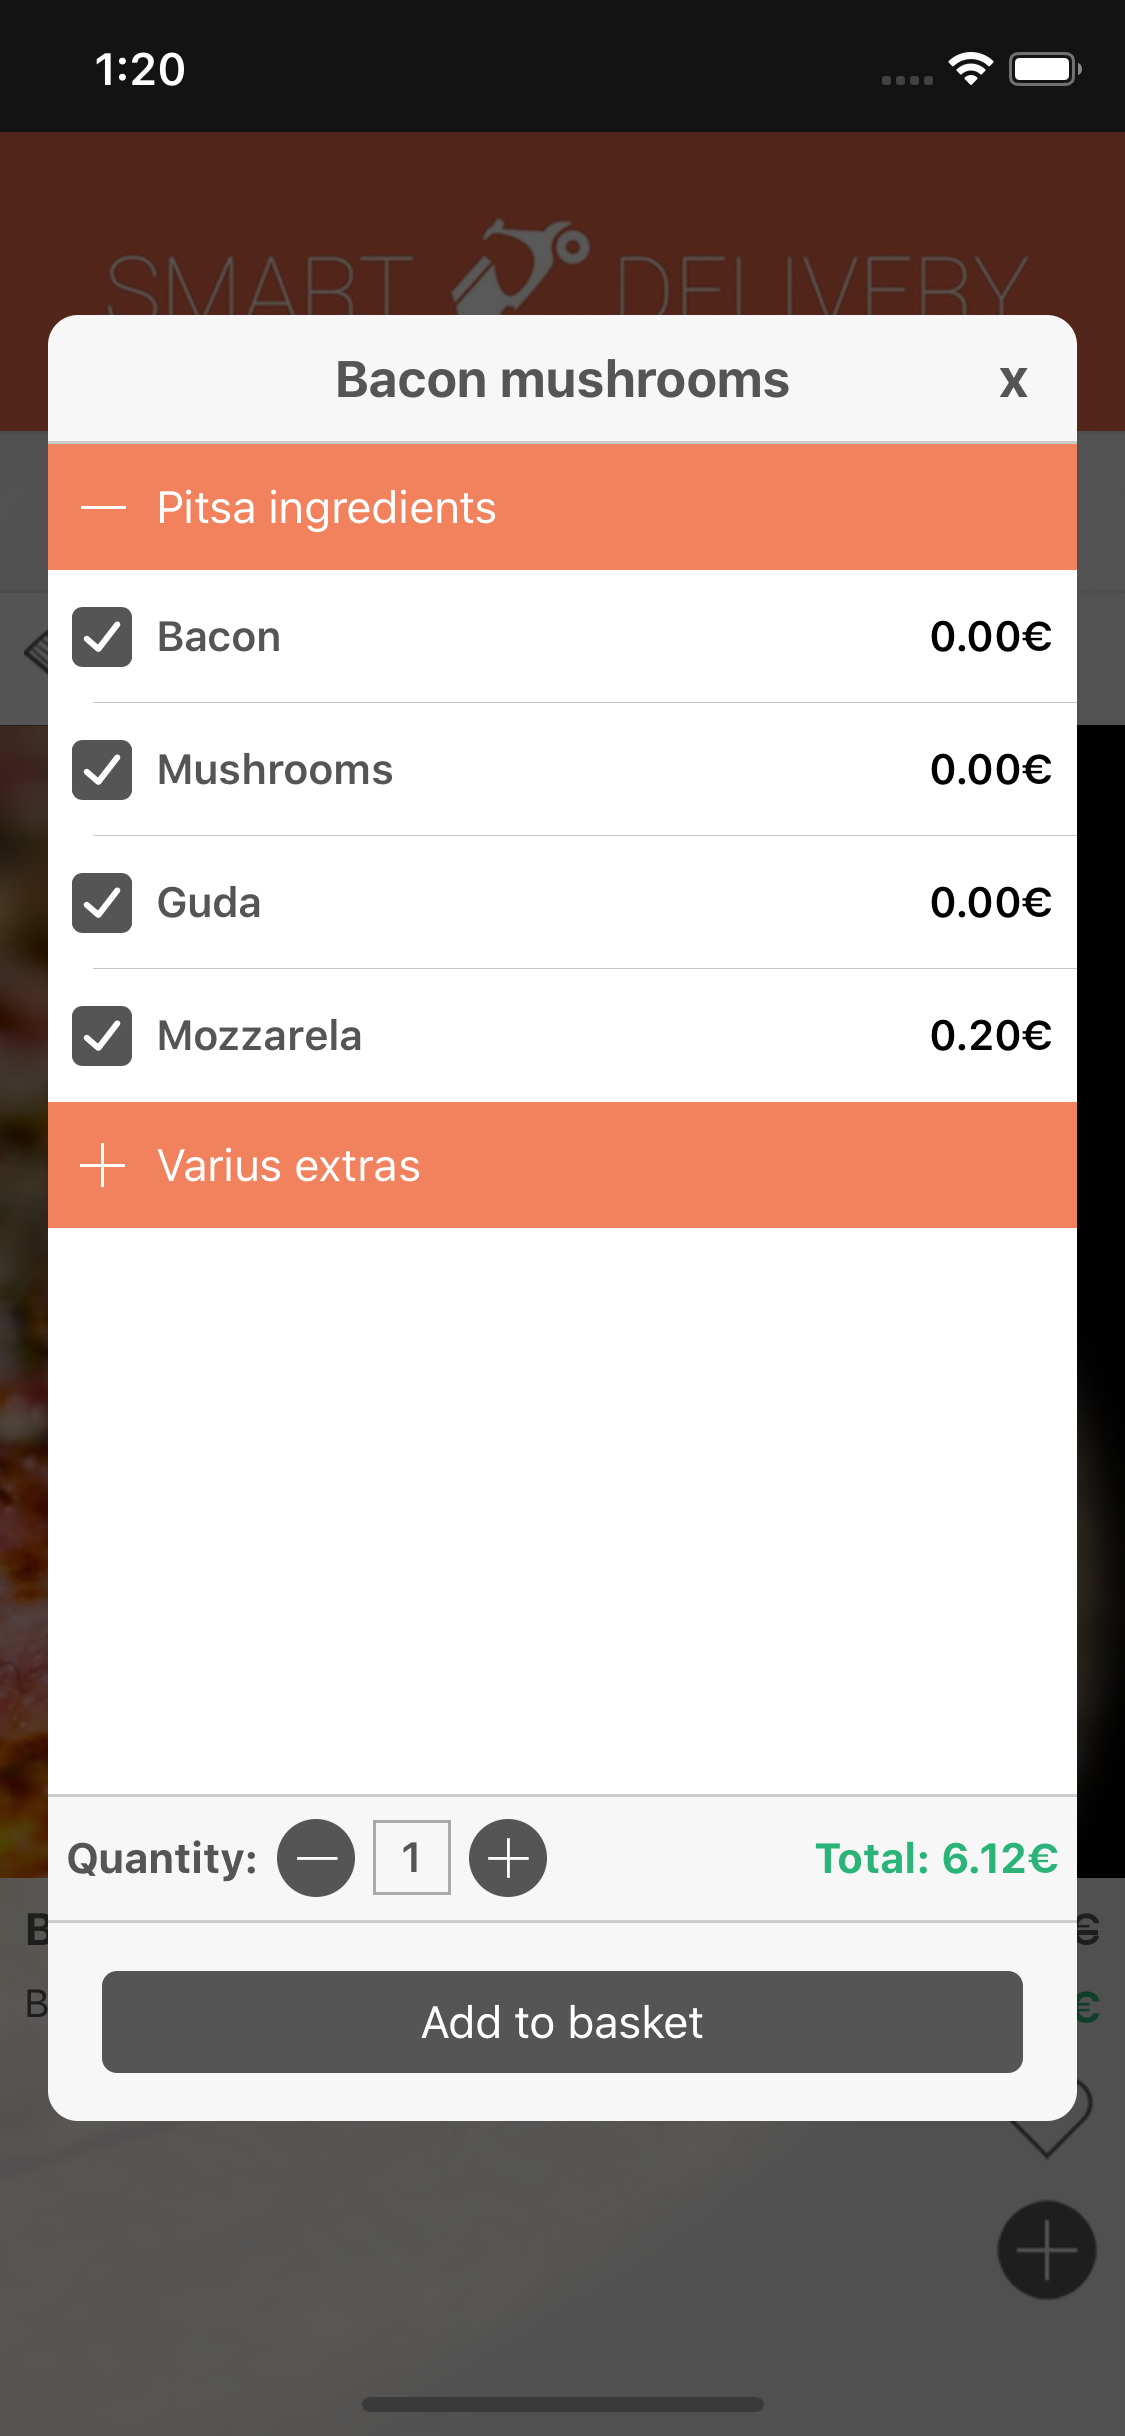 1:20
SMART DELIVERY
Bacon mushrooms
x
Pitsa ingredients
Bacon 0.00€
Mushrooms 0.00€
Guda 0.00€
Mozzarela 0.20€
Varius extras
Quantity: 1 Total: 6.12€
B €
B €
Add to basket